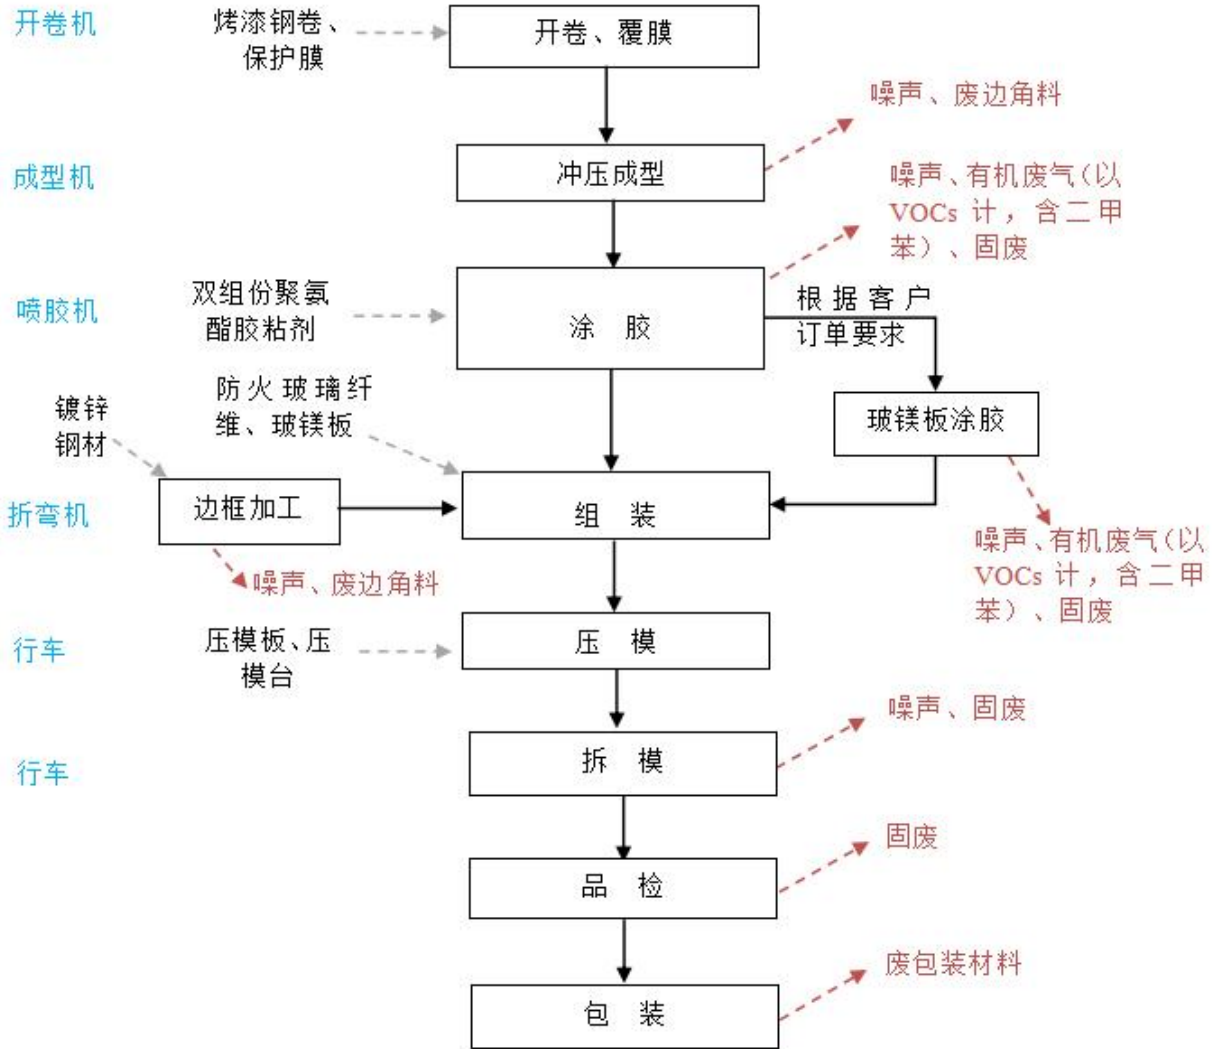 开卷机
烤漆钢卷、
保护膜
开卷、覆膜
噪声、废边角料
成型机
冲压成型
噪声、有机废气(以
VOCs 计，含二甲
苯）、固废
喷胶机
双组份聚氨
酯胶粘剂
涂 胶
根据客户
订单要求
防火玻璃纤
维、玻镁板
镀锌
钢材
玻镁板涂胶
折弯机
边框加工
组 装
噪声、有机废气(以
VOCs 计，含二甲
苯）、固废
噪声、废边角料
行车
压模板、压
模台
压 模
噪声、固废
行车
拆 模
固废
品 检
废包装材料
包 装